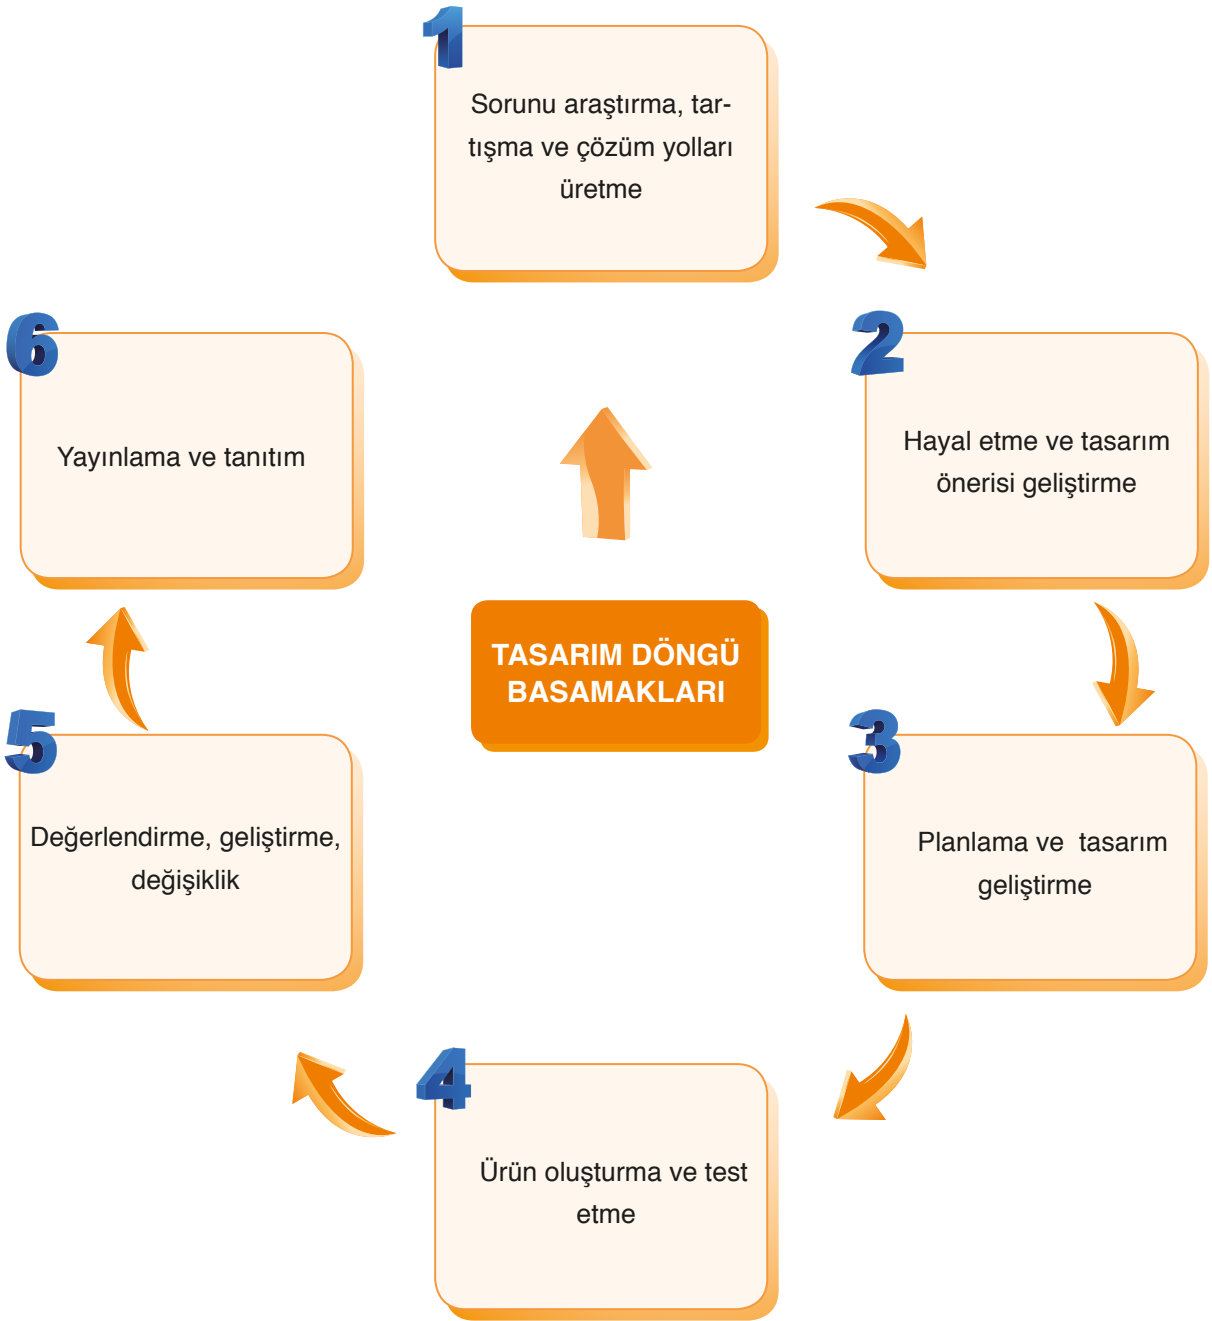 1
Sorunu araştırma, tar-
tışma ve çözüm yolları
üretme
2
Hayal etme ve tasarım
önerisi geliştirme
3
Planlama ve  tasarım
geliştirme
4
Ürün oluşturma ve test
etme
5
Değerlendirme, geliştirme,
değişiklik
6
Yayınlama ve tanıtım
TASARIM DÖNGÜ
BASAMAKLARI